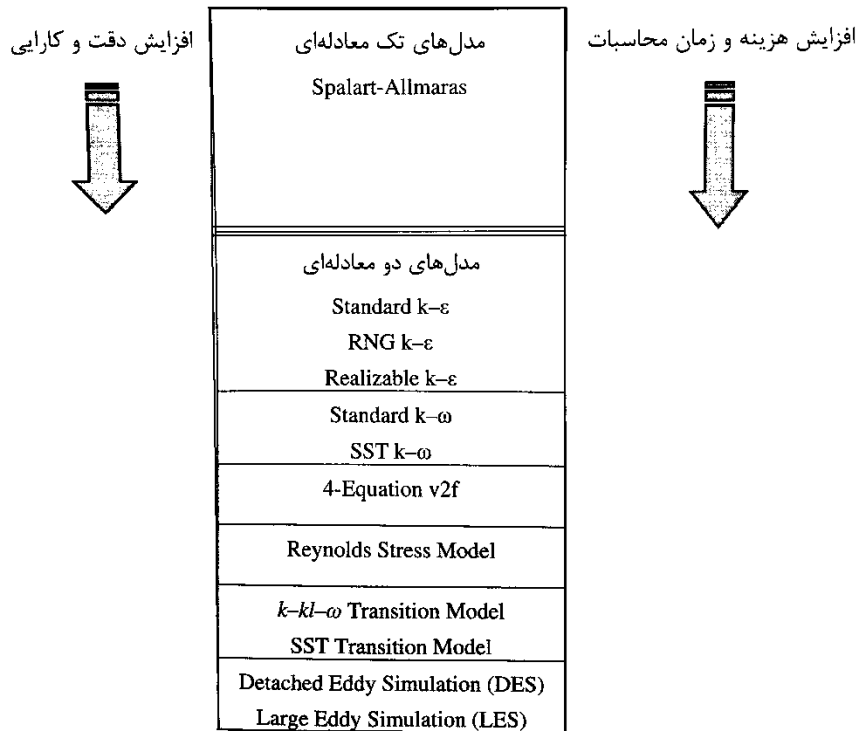 افزایش هزینه و زمان محاسبات
افزایش دقت و کارایی
مدل‌های تک معادله‌ای
Spalart-Allmaras
مدل‌های دو معادله‌ای
Standard k–ε
RNG k–ε
Realizable k–ε
Standard k–ω
SST k–ω
4-Equation v2f
Reynolds Stress Model
k–kl–ω Transition Model
SST Transition Model
Detached Eddy Simulation (DES)
Large Eddy Simulation (LES)